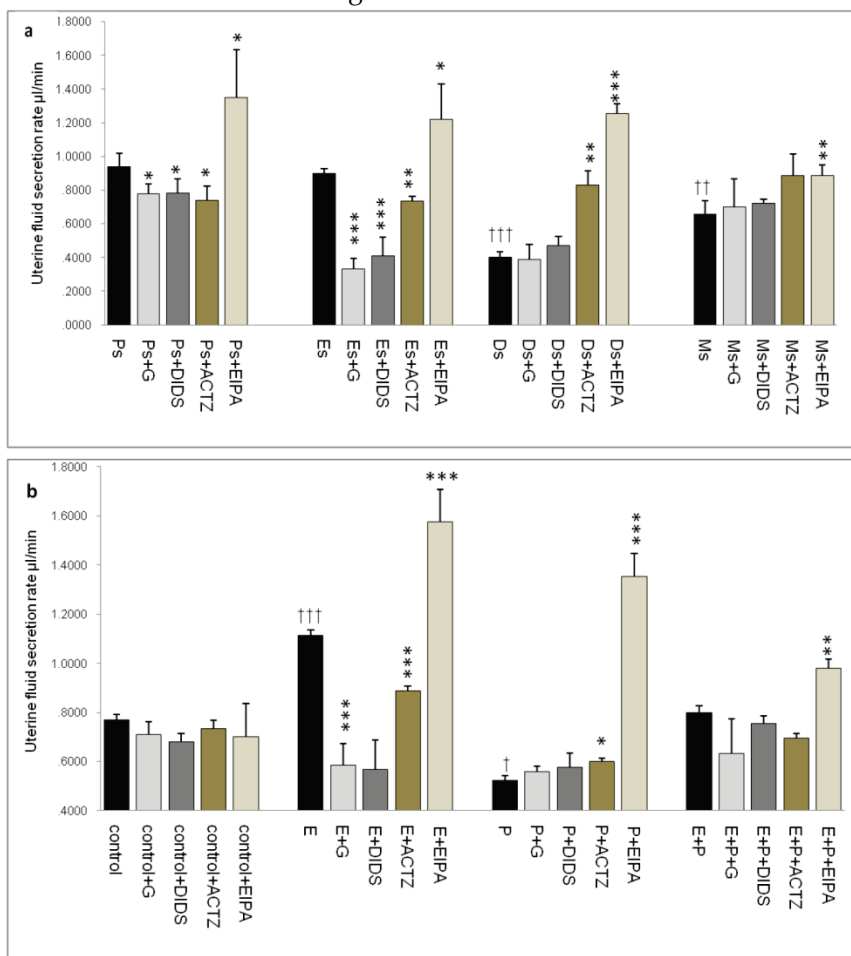 g
a
Uterine fluid secretion rate µl/min
1.8000
1.6000
1.4000
1.2000
1.0000
.8000
.6000
.4000
.2000
.0000
*
*
*
*
***
***
**
*
†††
**
***
††
**
Ps
Ps+G
Ps+DIDS
Ps+ACTZ
Ps+EIPA
Es
Es+G
Es+DIDS
Es+ACTZ
Es+EIPA
Ds
Ds+G
Ds+DIDS
Ds+ACTZ
Ds+EIPA
Ms
Ms+G
Ms+DIDS
Ms+ACTZ
Ms+EIPA
b
Uterine fluid secretion rate µl/min
1.8000
1.6000
1.4000
1.2000
1.0000
.8000
.6000
.4000
†††
***
***
***
†
*
***
**
control
control+G
control+DIDS
control+ACTZ
control+EIPA
E
E+G
E+DIDS
E+ACTZ
E+EIPA
P
P+G
P+DIDS
P+ACTZ
P+EIPA
E+P
E+P+G
E+P+DIDS
E+P+ACTZ
E+P+EIPA